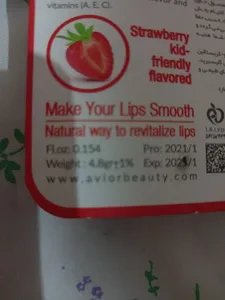 vitamins (A, E, C).
Strawberry
kid-
friendly
flavored
Make Your Lips Smooth
Natural way to revitalize lips
Fl.oz: 0.154 Pro: 2021/1
Weight: 4.8gr±1% Exp:
www.aviorbeauty.com